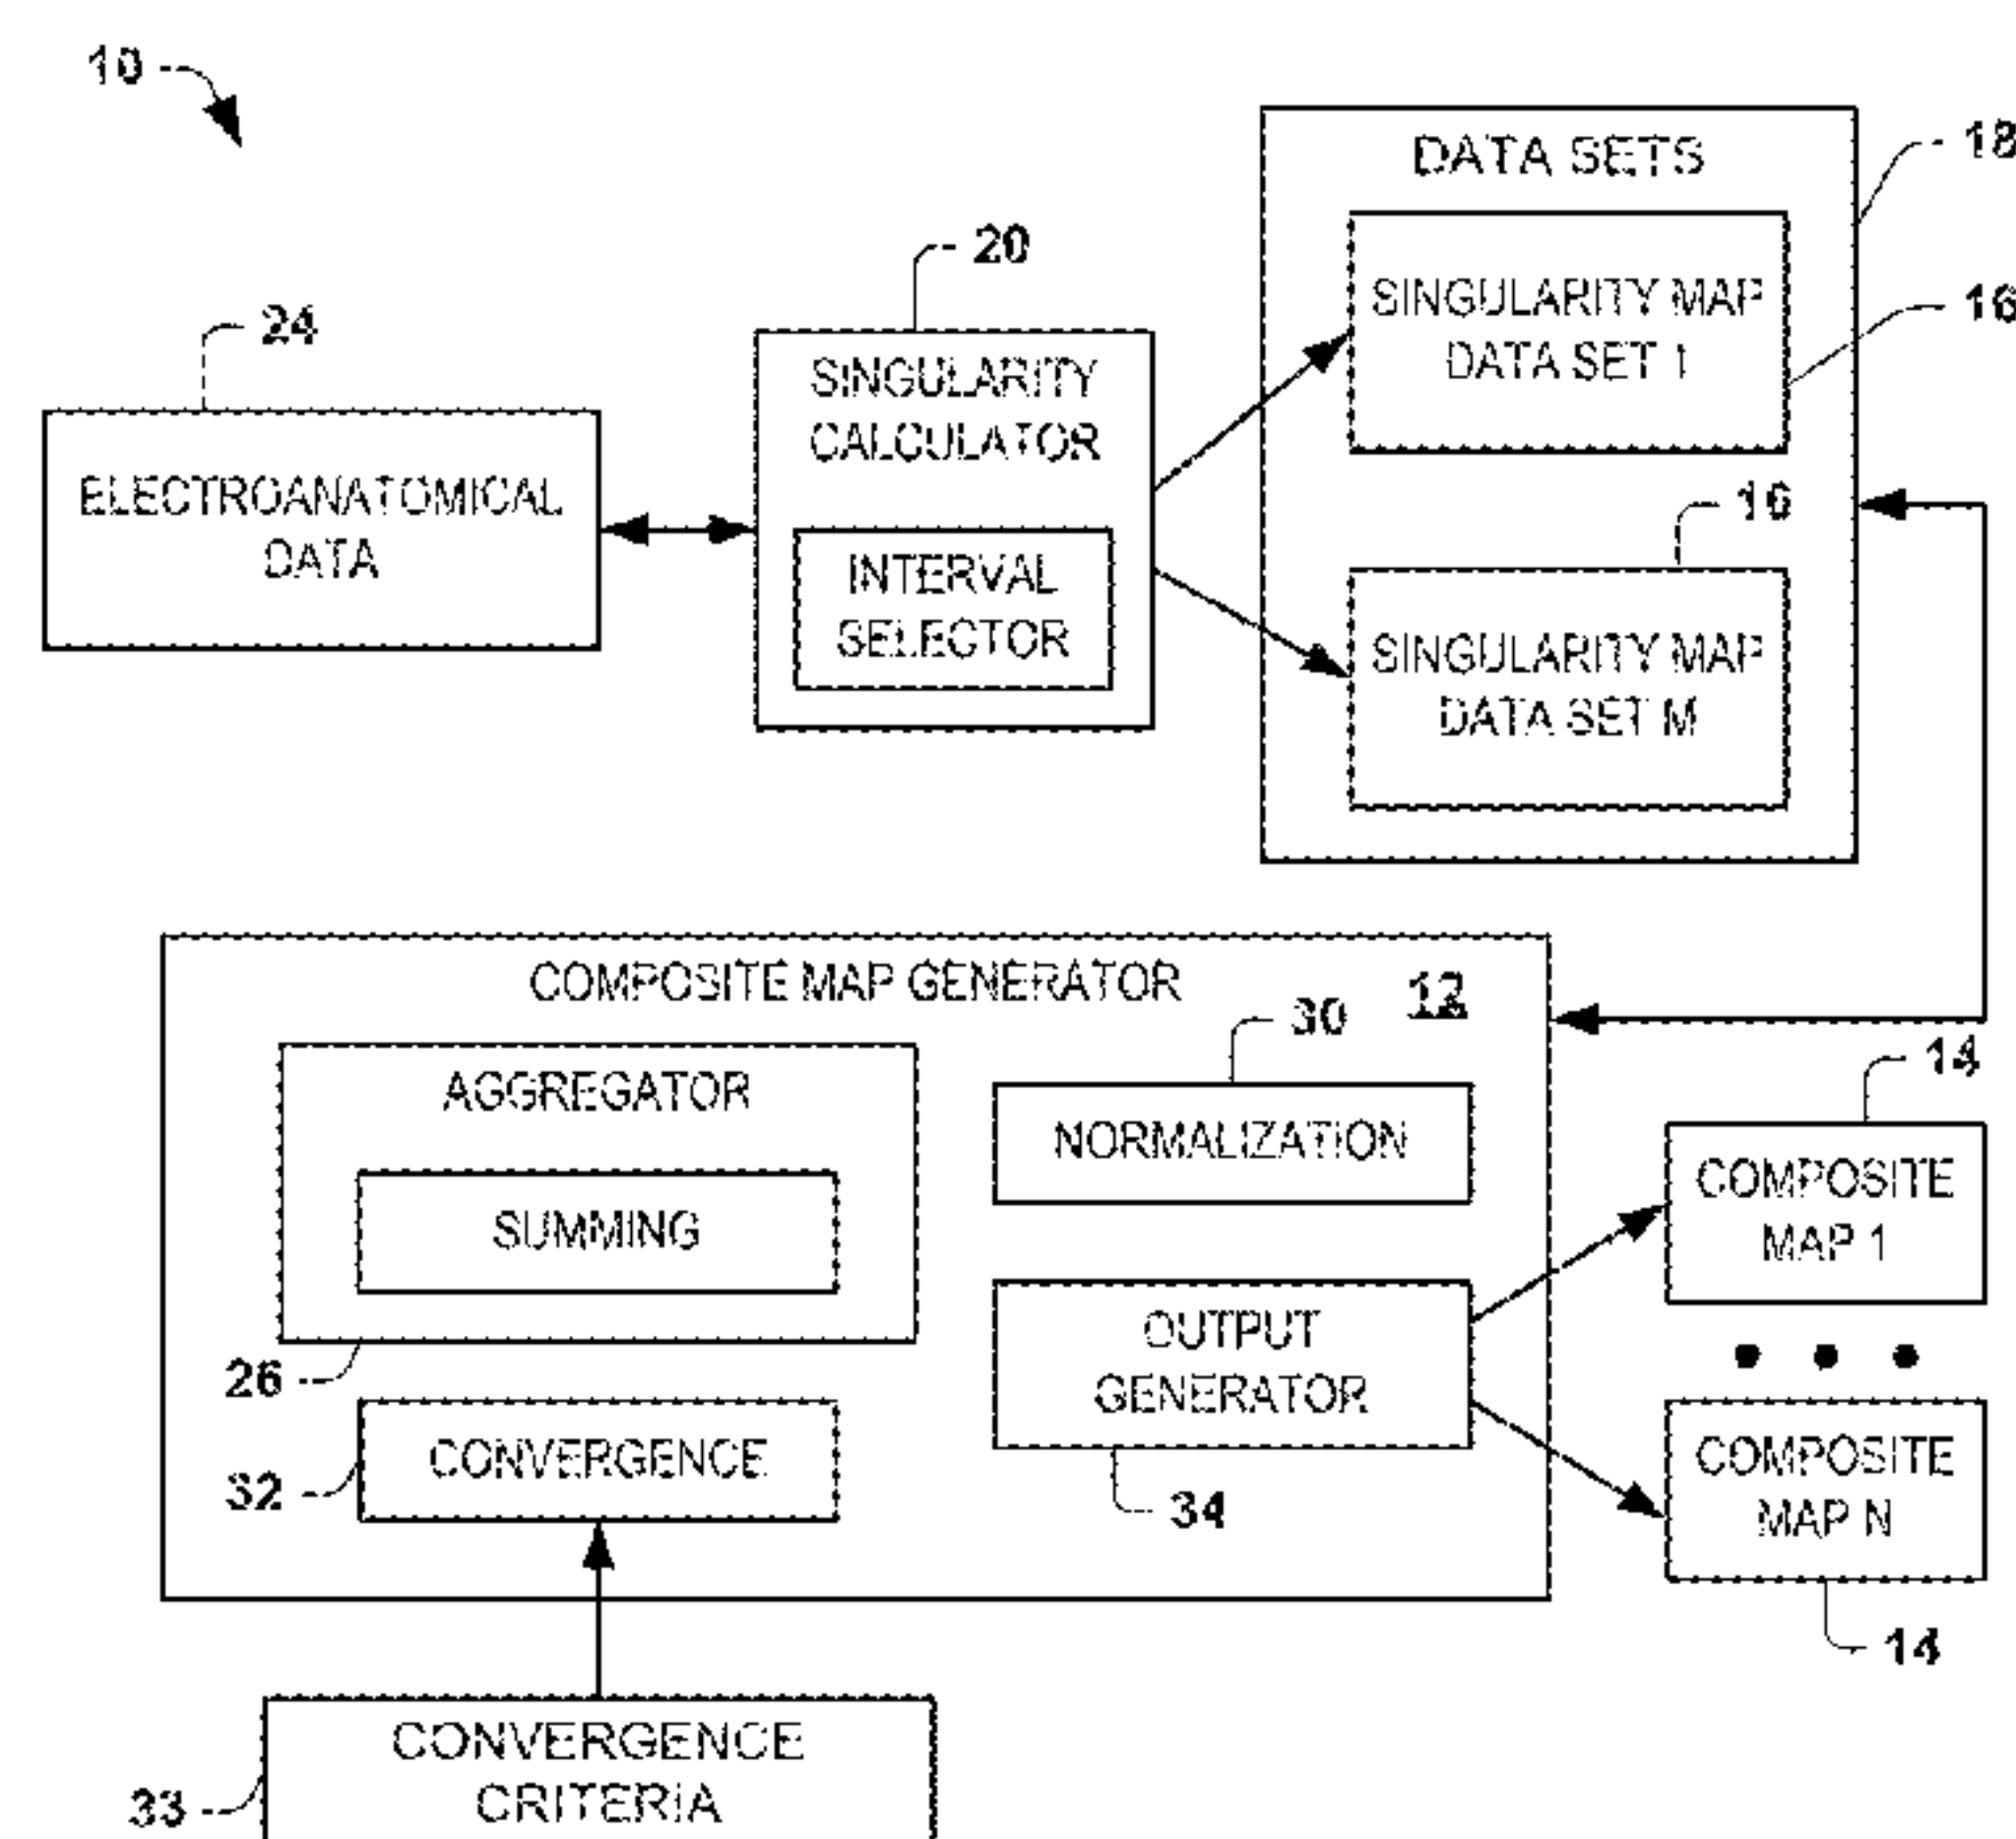 10
18
DATA SETS
20
SINGULARITY MAP
DATA SET 1
16
24
SINGULARITY
CALCULATOR
ELECTROANATOMICAL
DATA
INTERVAL
SELECTOR
16
SINGULARITY MAP
DATA SET M
COMPOSITE MAP GENERATOR
12
30
AGGREGATOR
14
NORMALIZATION
SUMMING
COMPOSITE
MAP 1
OUTPUT
GENERATOR
26
CONVERGENCE
32
34
COMPOSITE
MAP N
14
CONVERGENCE
CRITERIA
33